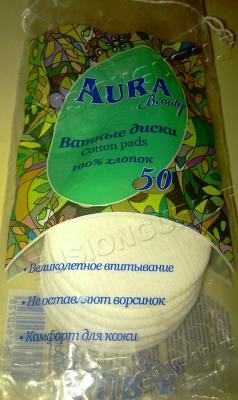 AURA
Beauty
Ватные диски
Cotton pads
100% хлопок
50
• Великолепное впитывание
• Не оставляют ворсинок
• Комфорт для кожи